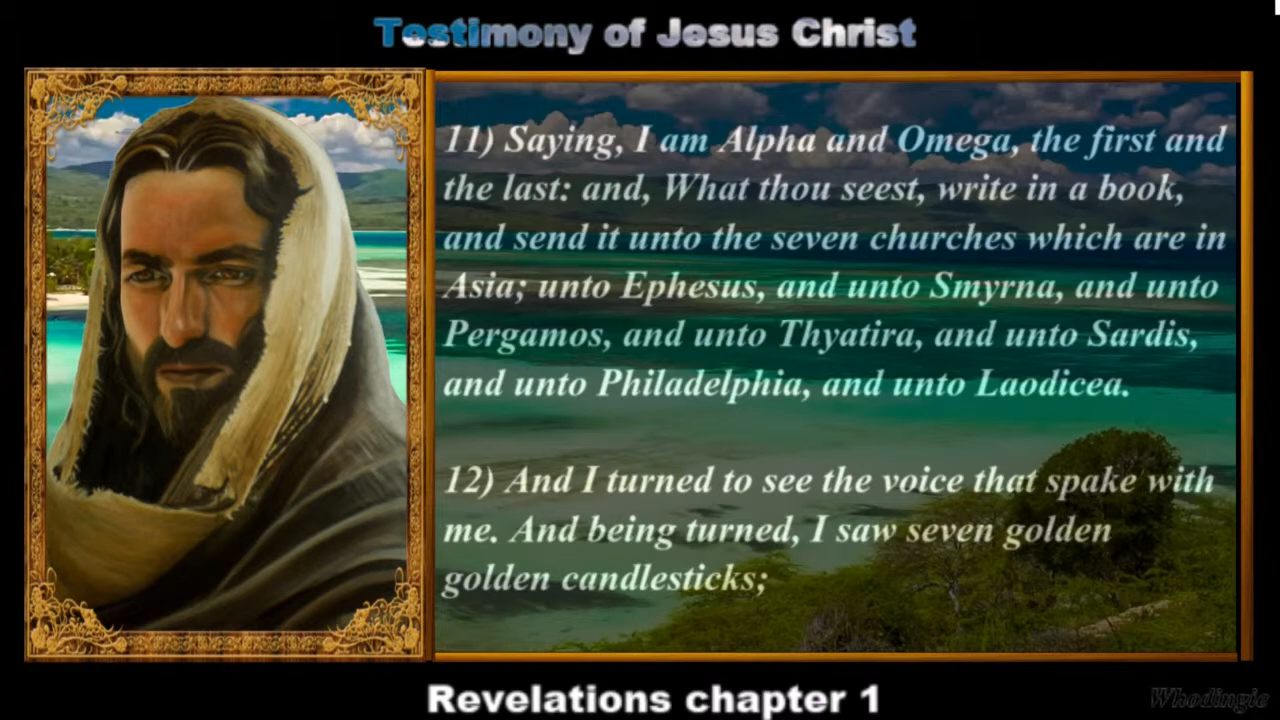 Testimony of Jesus Christ
11) Saying, I am Alpha and Omega, the first and
the last: and, What thou seest, write in a book,
and send it unto the seven churches which are in
Asia; unto Ephesus, and unto Smyrna, and unto
Pergamos, and unto Thyatira, and unto Sardis,
and unto Philadelphia, and unto Laodicea.
12) And I turned to see the voice that spake with
me. And being turned, I saw seven golden
golden candlesticks;
Revelations chapter 1
Whodingie